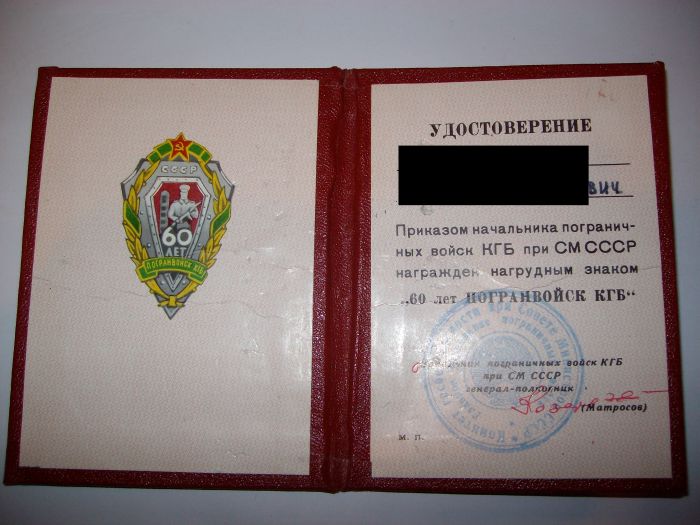 СССР
60
ЛЕТ
ПОГРАНВОЙСК КГБ
УДОСТОВЕРЕНИЕ
ВИЧ
Приказом начальника погранич-
ных войск КГБ при СМ СССР
награжден нагрудным знаком
„60 лет ПОГРАНВОЙСК КГБ“
пограничных войск КГБ
при СМ СССР
генерал-полковник
(Матросов)
М. П.